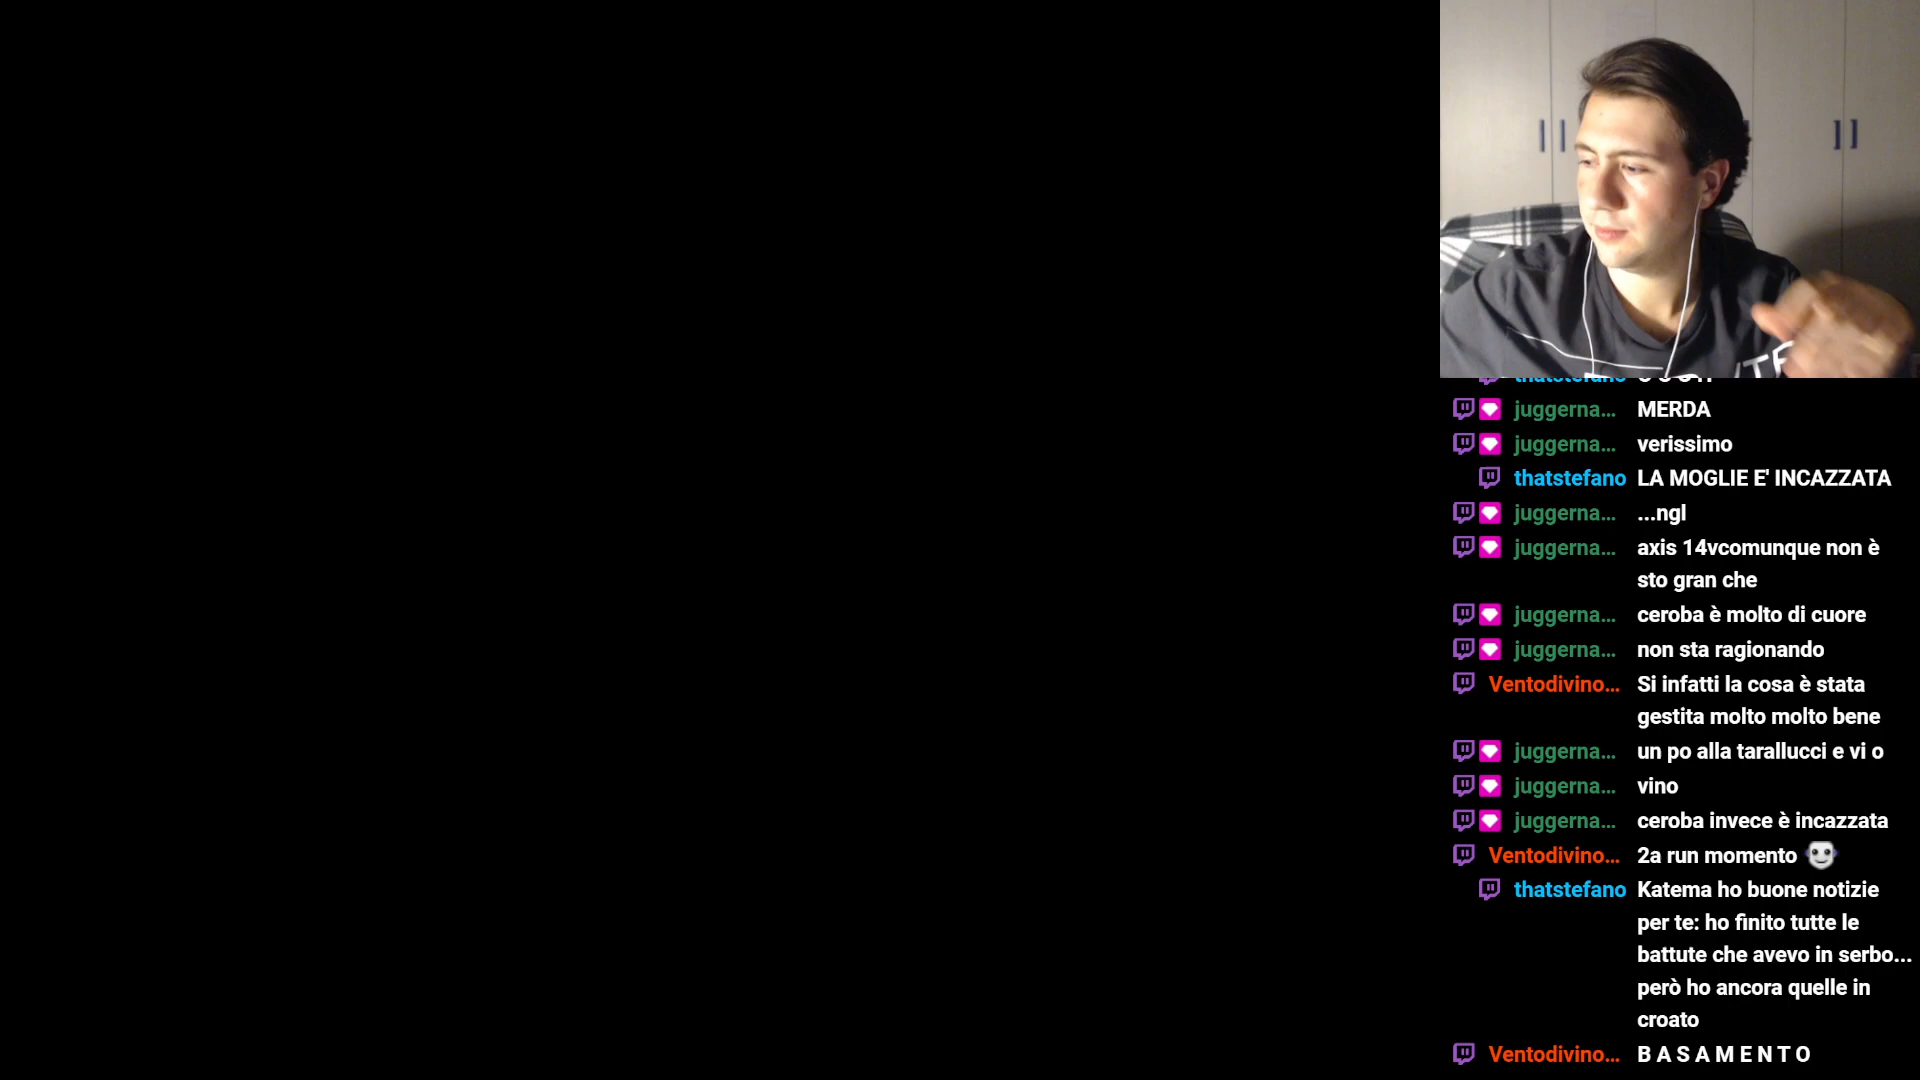 thatstefano
juggerna... MERDA
juggerna... verissimo
thatstefano LA MOGLIE E' INCAZZATA
juggerna... ...ngl
juggerna... axis 14vcomunque non è
sto gran che
juggerna... ceroba è molto di cuore
juggerna... non sta ragionando
Ventodivino... Si infatti la cosa è stata
gestita molto molto bene
juggerna... un po alla tarallucci e vi o
juggerna... vino
juggerna... ceroba invece è incazzata
Ventodivino... 2a run momento
thatstefano Katema ho buone notizie
per te: ho finito tutte le
battute che avevo in serbo...
però ho ancora quelle in
croato
Ventodivino... B A S A M E N T O